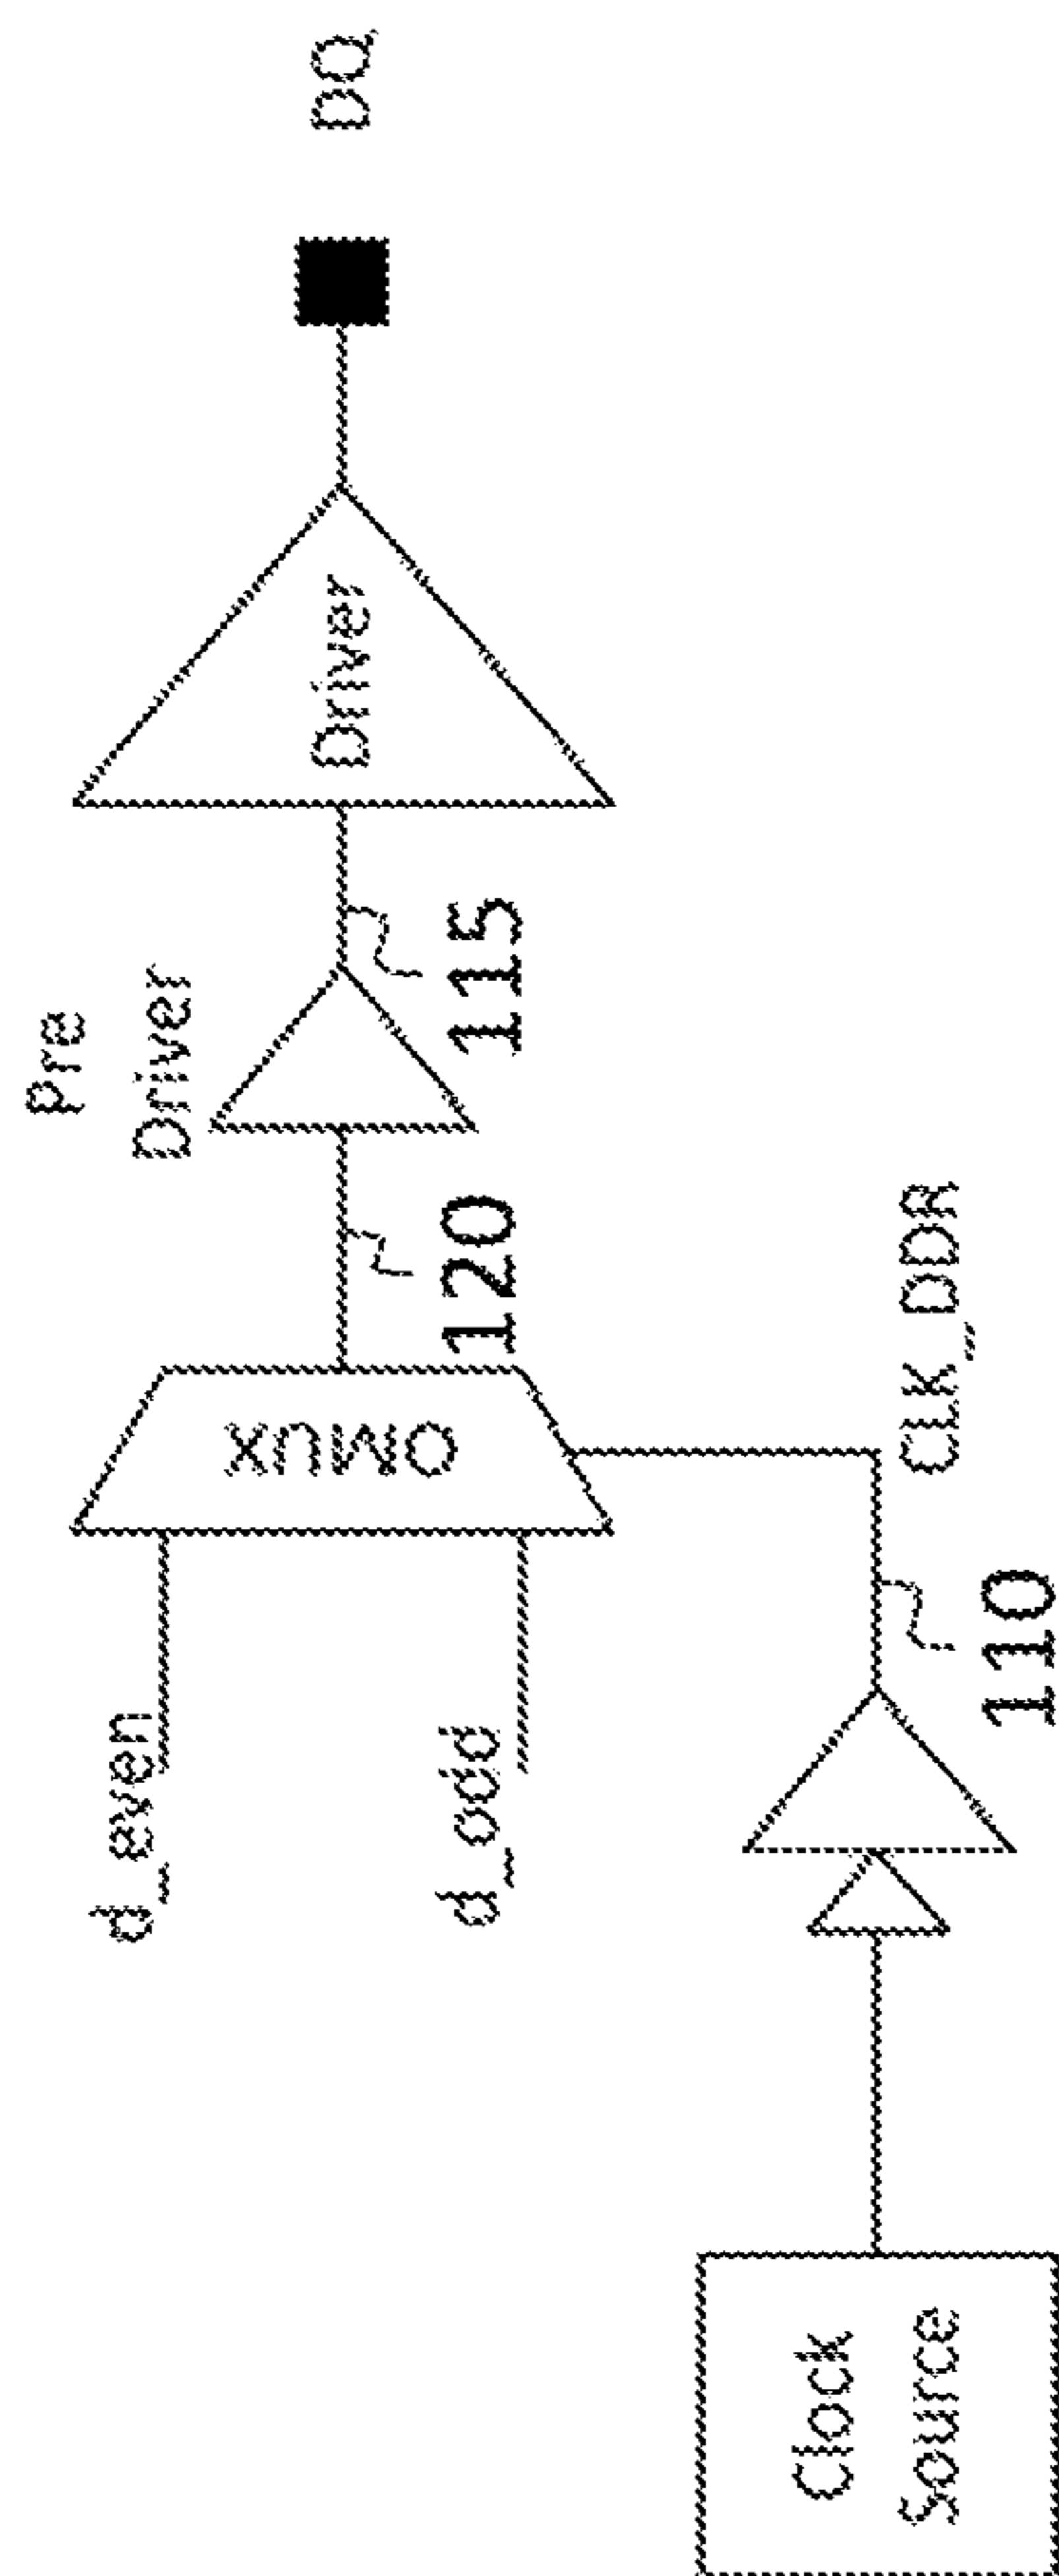 d_even
d_odd
OMUX
120
Pre
Driver
115
Driver
DQ
Clock
Source
110
CLK_DDR